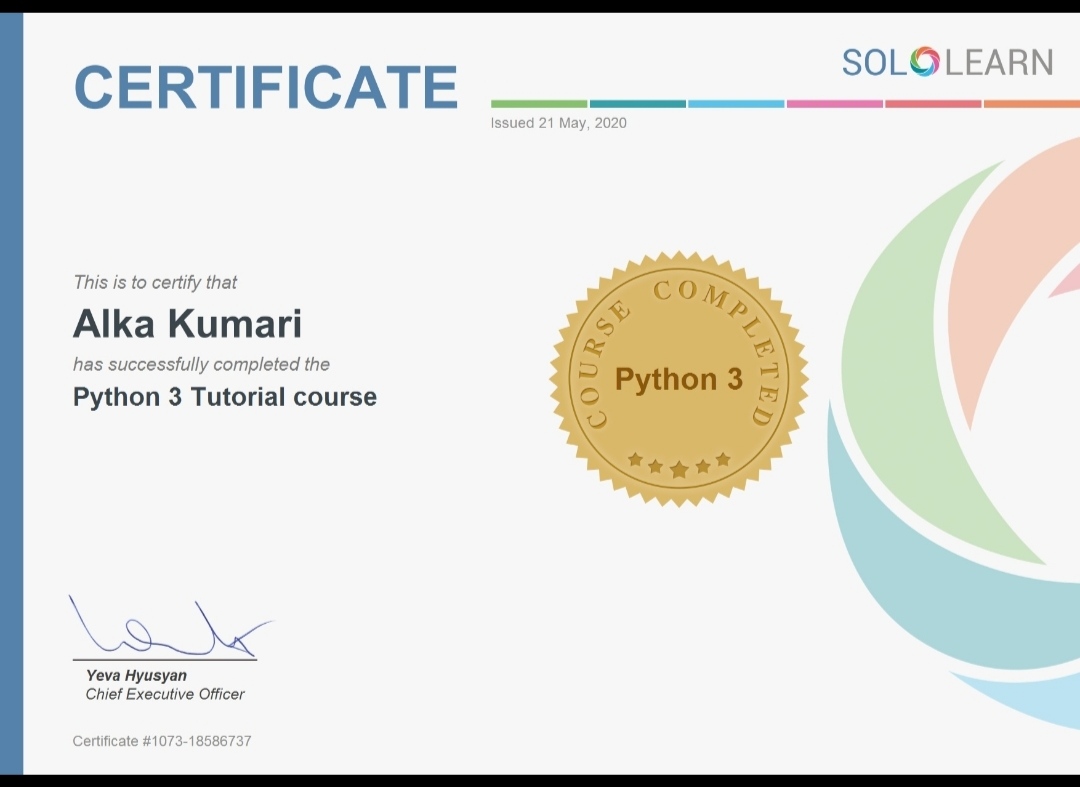 CERTIFICATE
SOLOLEARN
Issued 21 May, 2020
This is to certify that
Alka Kumari
has successfully completed the
Python 3 Tutorial course
COURSE COMPLETED
Python 3
Yeva Hyusyan
Chief Executive Officer
Certificate #1073-18586737